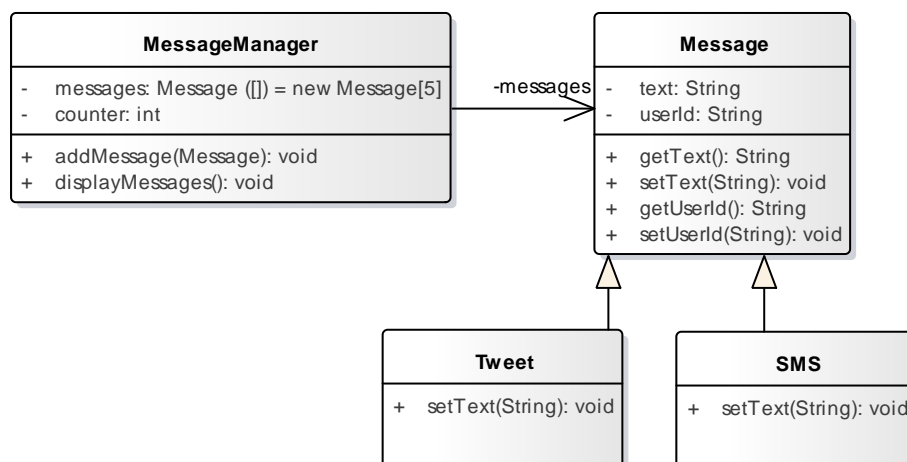 MessageManager
- messages: Message ([]) = new Message[5]
- counter: int
+ addMessage(Message): void
+ displayMessages(): void
-messages
Message
- text: String
- userId: String
+ getText(): String
+ setText(String): void
+ getUserId(): String
+ setUserId(String): void
Tweet
+ setText(String): void
SMS
+ setText(String): void